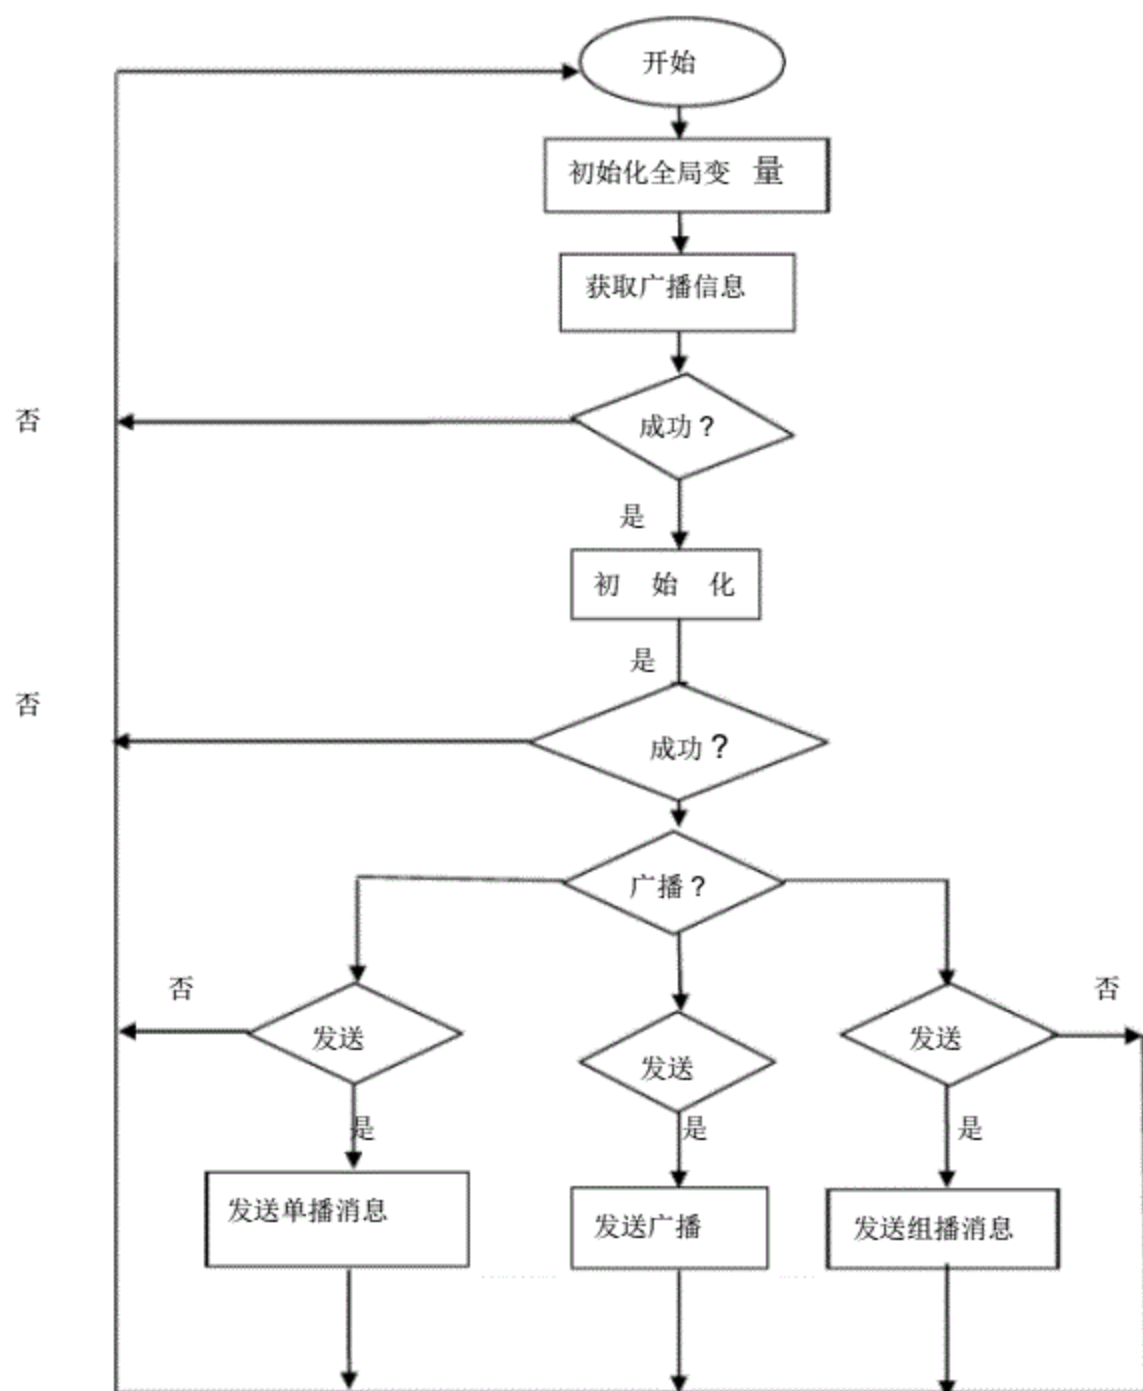 开始
初始化全局变 量
获取广播信息
否
成功？
是
初 始 化
是
否
成功？
广播？
否
否
发送
发送
发送
是
是
是
发送单播消息
发送广播
发送组播消息